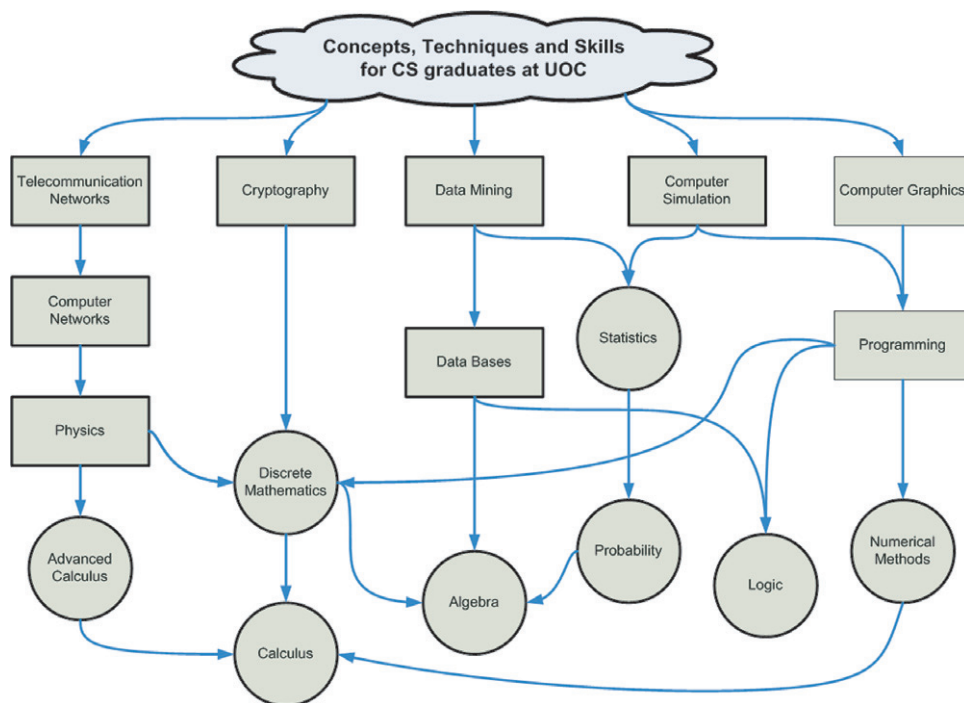 Concepts, Techniques and Skills
for CS graduates at UOC
Telecommunication
Networks
Cryptography
Data Mining
Computer
Simulation
Computer Graphics
Computer
Networks
Statistics
Data Bases
Programming
Physics
Discrete
Mathematics
Advanced
Calculus
Probability
Numerical
Methods
Algebra
Logic
Calculus